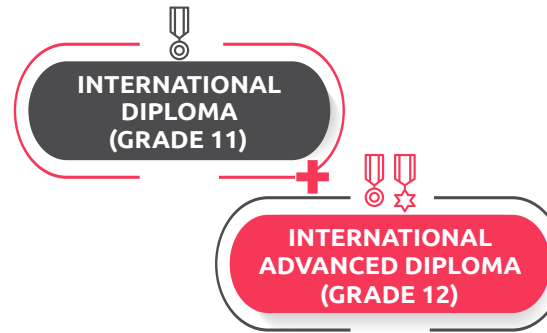 INTERNATIONAL
DIPLOMA
(GRADE 11)
INTERNATIONAL
ADVANCED DIPLOMA
(GRADE 12)